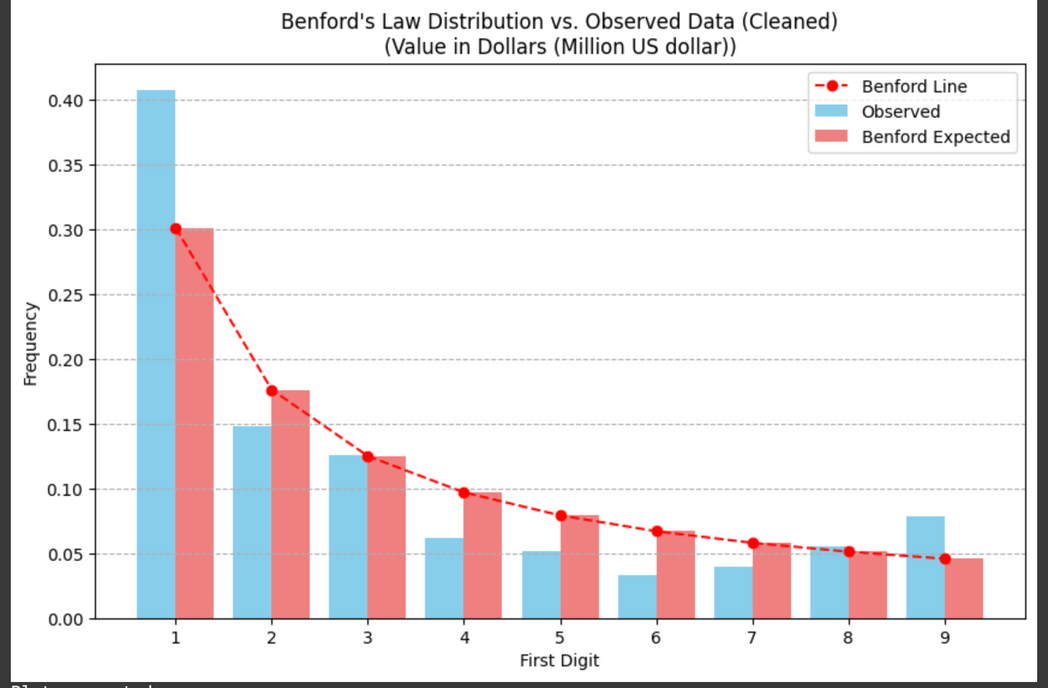 Benford's Law Distribution vs. Observed Data (Cleaned)
(Value in Dollars (Million US dollar))
Benford Line
Observed
Benford Expected
Frequency
0.40
0.35
0.30
0.25
0.20
0.15
0.10
0.05
0.00
1 2 3 4 5 6 7 8 9
First Digit